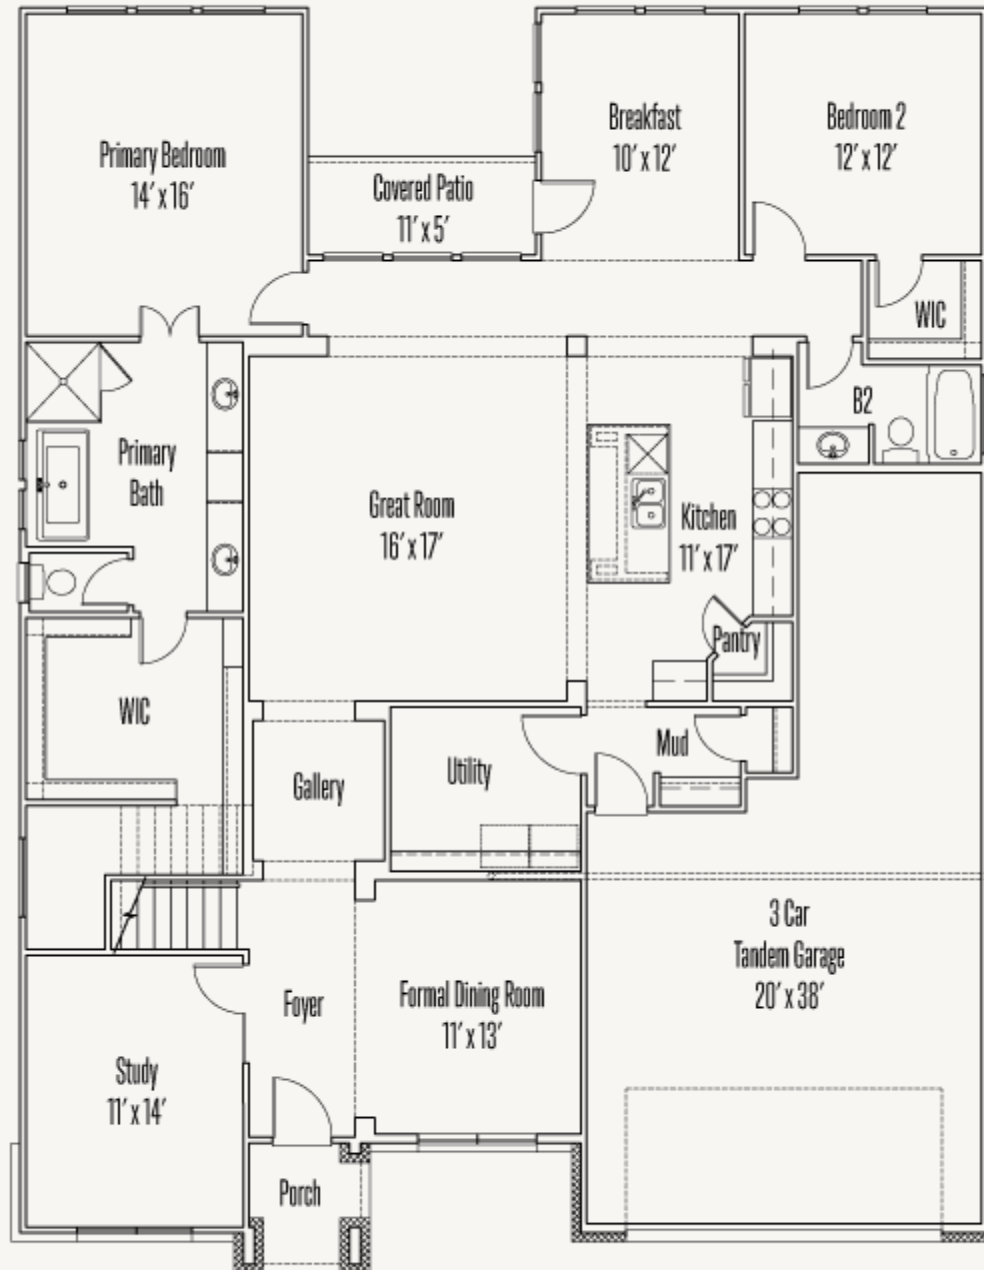 Primary Bedroom
14' x 16'
Covered Patio
11' x 5'
Breakfast
10' x 12'
Bedroom 2
12' x 12'
WIC
B2
Primary
Bath
Great Room
16' x 17'
Kitchen
11' x 17'
Pantry
WIC
Gallery
Utility
Mud
3 Car
Tandem Garage
20' x 38'
Foyer
Formal Dining Room
11' x 13'
Study
11' x 14'
Porch